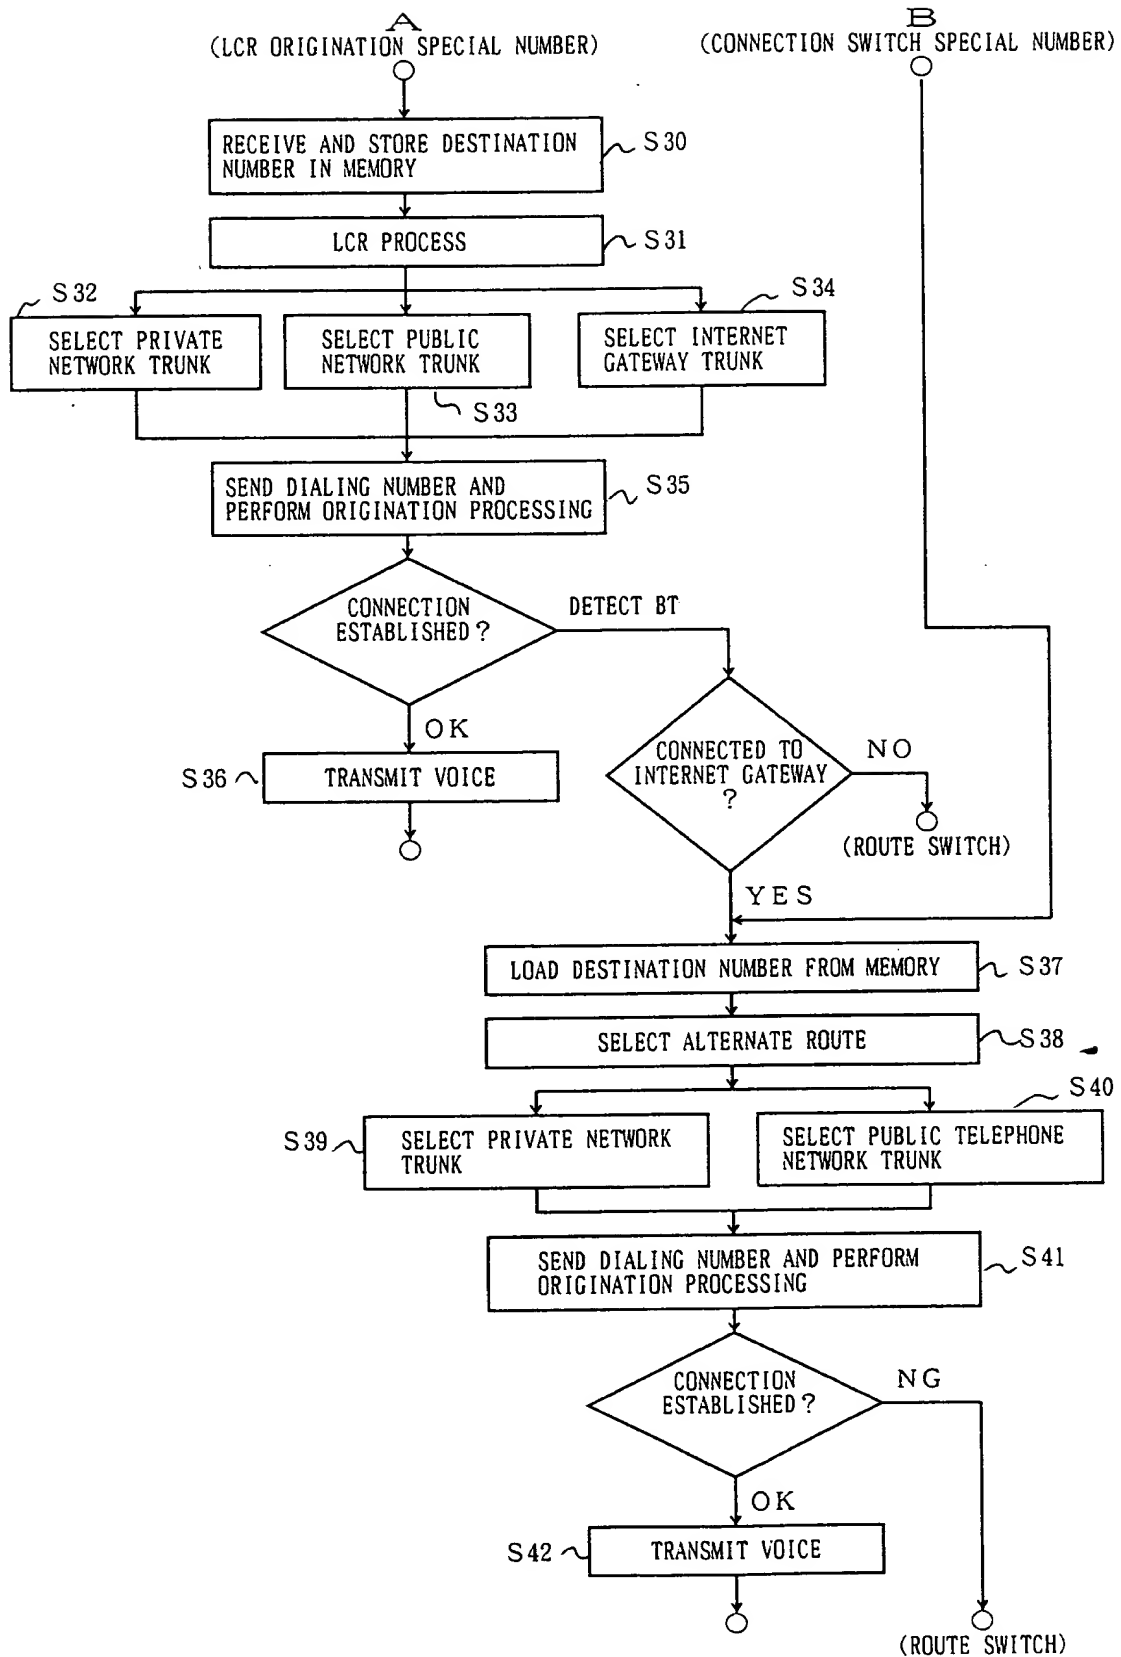 A
(LCR ORIGINATION SPECIAL NUMBER)
B
(CONNECTION SWITCH SPECIAL NUMBER)
RECEIVE AND STORE DESTINATION
NUMBER IN MEMORY
S30
LCR PROCESS
S31
S32
SELECT PRIVATE
NETWORK TRUNK
SELECT PUBLIC
NETWORK TRUNK
S33
S34
SELECT INTERNET
GATEWAY TRUNK
SEND DIALING NUMBER AND
PERFORM ORIGINATION PROCESSING
S35
CONNECTION
ESTABLISHED?
DETECT BT
OK
S36
TRANSMIT VOICE
CONNECTED TO
INTERNET GATEWAY
?
NO
(ROUTE SWITCH)
YES
LOAD DESTINATION NUMBER FROM MEMORY
S37
SELECT ALTERNATE ROUTE
S38
S39
SELECT PRIVATE NETWORK
TRUNK
S40
SELECT PUBLIC TELEPHONE
NETWORK TRUNK
SEND DIALING NUMBER AND PERFORM
ORIGINATION PROCESSING
S41
CONNECTION
ESTABLISHED?
NG
OK
S42
TRANSMIT VOICE
(ROUTE SWITCH)